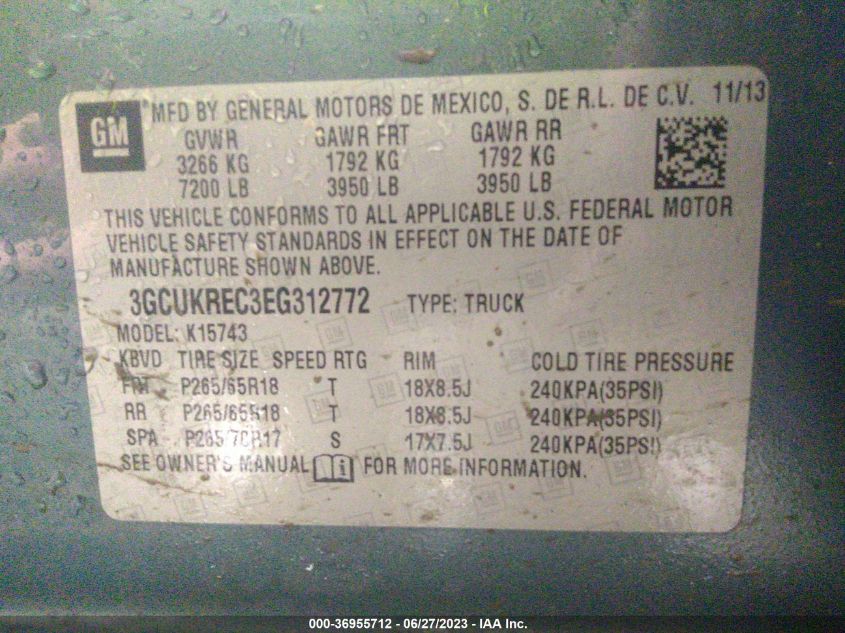 GM ® MFD BY GENERAL MOTORS DE MEXICO, S. DE R.L. DE C.V. 11/13
GVWR GAWR FRT GAWR RR
3266 KG 1792 KG 1792 KG
7200 LB 3950 LB 3950 LB
THIS VEHICLE CONFORMS TO ALL APPLICABLE U.S. FEDERAL MOTOR
VEHICLE SAFETY STANDARDS IN EFFECT ON THE DATE OF
MANUFACTURE SHOWN ABOVE.
3GCUKREC3EG312772 TYPE: TRUCK
MODEL: K15743
KBVD TIRE SIZE SPEED RTG RIM COLD TIRE PRESSURE
FRT P265/65R18 T 18X8.5J 240KPA(35PSI)
RR P265/65R18 T 18X8.5J 240KPA(35PSI)
SPA P265/70R17 S 17X7.5J 240KPA(35PSI)
SEE OWNER'S MANUAL FOR MORE INFORMATION.
000-36955712 - 06/27/2023 - IAA Inc.